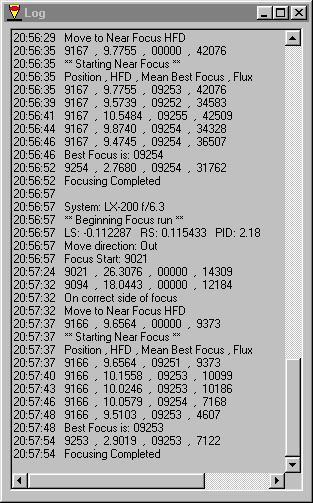 Log
20:56:29 Move to Near Focus HFD
20:56:35 9167 , 9.7755 , 00000 , 42076
20:56:35 ** Starting Near Focus **
20:56:35 Position , HFD , Mean Best Focus , Flux
20:56:35 9167 , 9.7755 , 09253 , 42076
20:56:39 9167 , 9.5739 , 09252 , 34583
20:56:41 9167 , 10.5484 , 09255 , 42509
20:56:44 9167 , 9.8740 , 09254 , 34328
20:56:46 9167 , 9.4745 , 09254 , 36507
20:56:46 Best Focus is: 09254
20:56:52 9254 , 2.7680 , 09254 , 31762
20:56:52 Focusing Completed
20:56:57
20:56:57 System: LX-200 f/6.3
20:56:57 ** Beginning Focus run **
20:56:57 LS: -0.112287 RS: 0.115433 PID: 2.18
20:56:57 Move direction: Out
20:56:57 Focus Start: 9021
20:57:24 9021 , 26.3076 , 00000 , 14309
20:57:32 9094 , 18.0443 , 00000 , 12184
20:57:32 On correct side of focus
20:57:32 Move to Near Focus HFD
20:57:37 9166 , 9.6564 , 00000 , 9373
20:57:37 ** Starting Near Focus **
20:57:37 Position , HFD , Mean Best Focus , Flux
20:57:37 9166 , 9.6564 , 09251 , 9373
20:57:40 9166 , 10.1558 , 09253 , 10099
20:57:43 9166 , 10.0246 , 09253 , 10186
20:57:46 9166 , 10.0579 , 09254 , 7168
20:57:48 9166 , 9.5103 , 09253 , 4607
20:57:48 Best Focus is: 09253
20:57:54 9253 , 2.9019 , 09253 , 7122
20:57:54 Focusing Completed